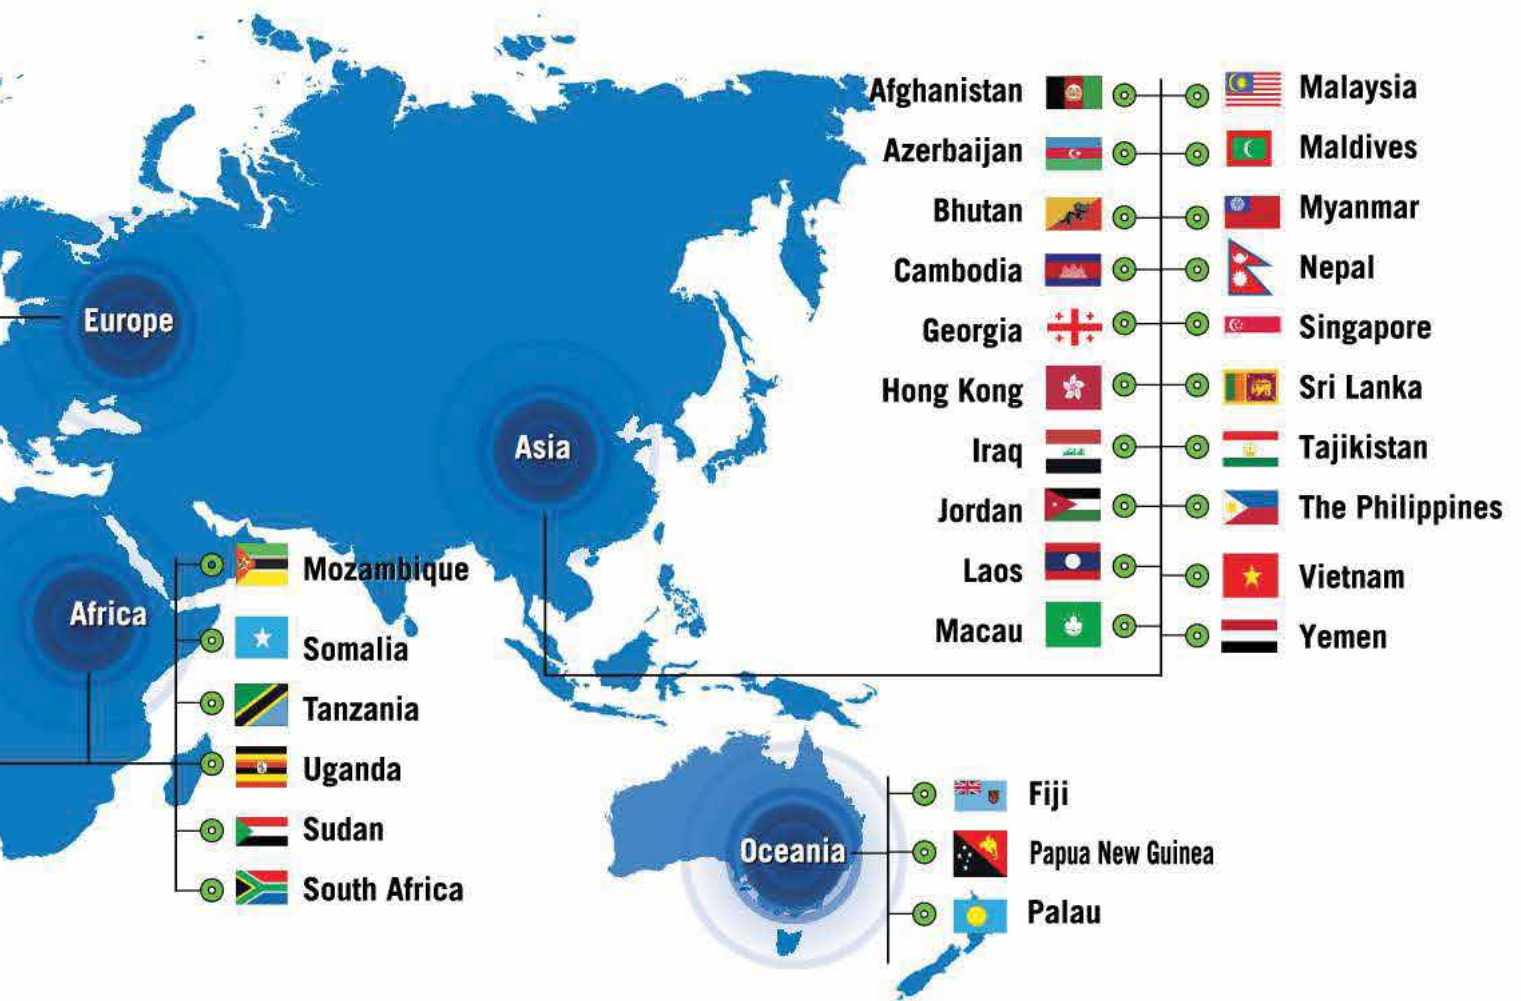 Europe
Asia
Africa
Oceania
Afghanistan
Azerbaijan
Bhutan
Cambodia
Georgia
Hong Kong
Iraq
Jordan
Laos
Macau
Malaysia
Maldives
Myanmar
Nepal
Singapore
Sri Lanka
Tajikistan
The Philippines
Vietnam
Yemen
Mozambique
Somalia
Tanzania
Uganda
Sudan
South Africa
Fiji
Papua New Guinea
Palau